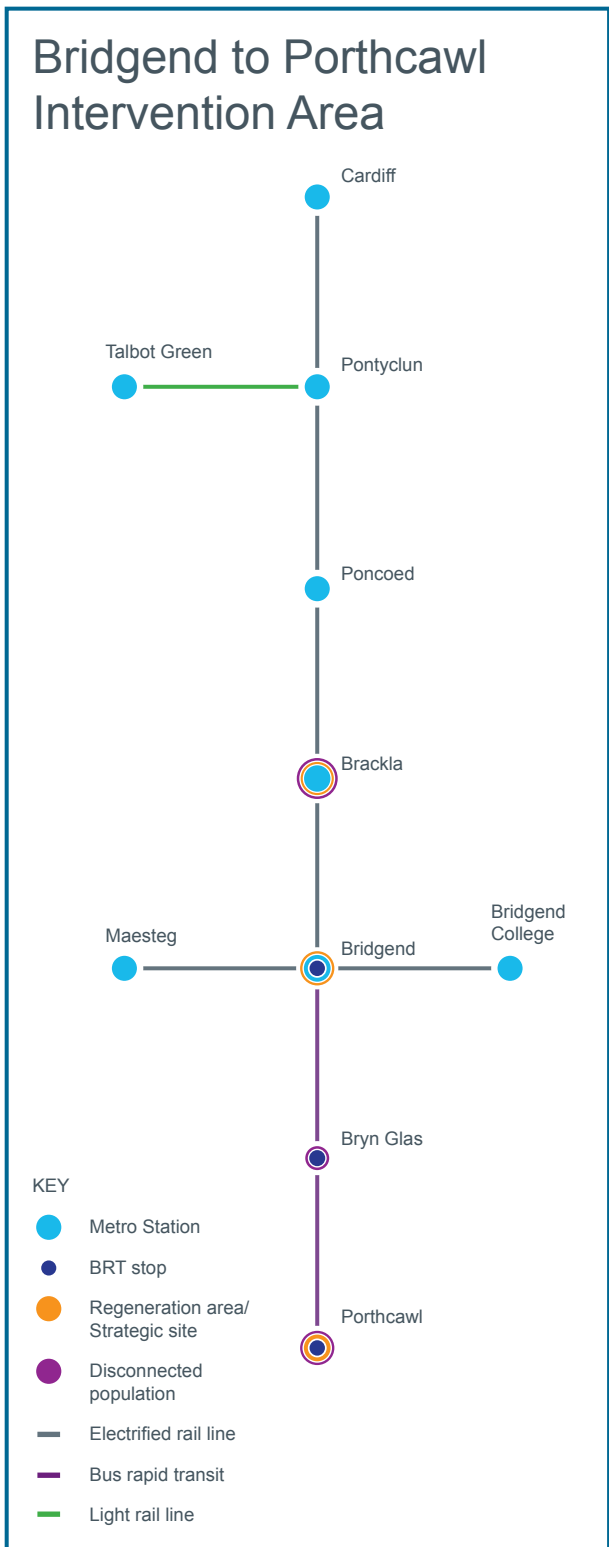 Bridgend to Porthcawl
Intervention Area
Cardiff
Talbot Green
Pontyclun
Poncoed
Brackla
Maesteg
Bridgend
Bridgend
College
Bryn Glas
Porthcawl
KEY
Metro Station
BRT stop
Regeneration area/
Strategic site
Disconnected
population
Electrified rail line
Bus rapid transit
Light rail line